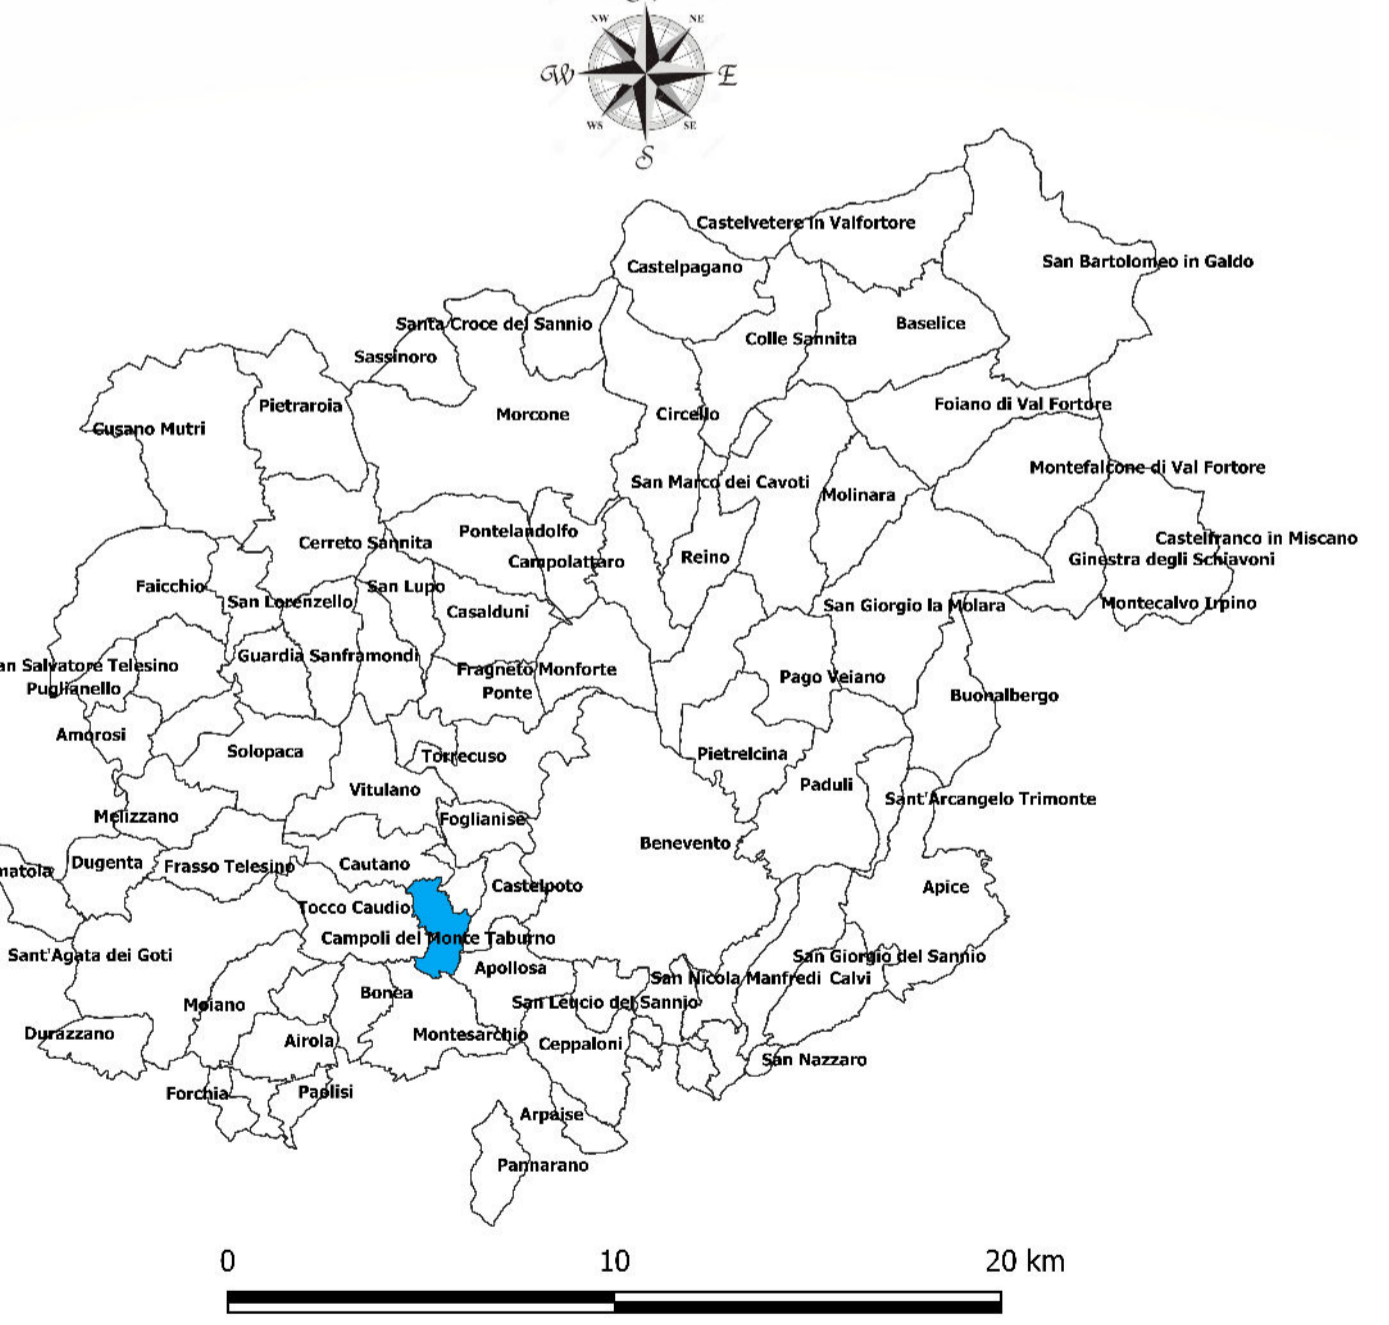 NW
NE
W
E
WS
SE
S
Castelvetere in Valfortore
San Bartolomeo in Galdo
Castelpagano
Santa Croce del Sannio
Baselice
Colle Sannita
Sassinoro
Pietraroia
Morcone
Circello
Foiano di Val Fortore
Cusano Mutri
Montefalcone di Val Fortore
San Marco dei Cavoti
Molinara
Pontelandolfo
Castelfranco in Miscano
Cerreto Sannita
Campolattaro
Reino
Ginestra degli Schiavoni
Faicchio
San Lupo
San Lorenzello
Casalduni
San Giorgio la Molara
Montecalvo Irpino
Guardia Sanframondi
an Salvatore Telesino
Fragneto Monforte
Pago Veiano
Puglianello
Ponte
Buonalbergo
Amorosi
Solopaca
Torrecuso
Pietrelcina
Vitulano
Paduli
Sant'Arcangelo Trimonte
Melizzano
Foglianise
Benevento
Dugenta
Frasso Telesino
Cautano
matola
Castelpoto
Apice
Tocco Caudio
Campoli del Monte Taburno
Sant'Agata dei Goti
San Giorgio del Sannio
Apollosa
San Nicola Manfredi
Calvi
Bonea
Moiano
San Leucio del Sannio
Durazzano
Airola
Montesarchio
Ceppaloni
San Nazzaro
Forchia
Paolisi
Arpaise
Pannarano
0 10 20 km